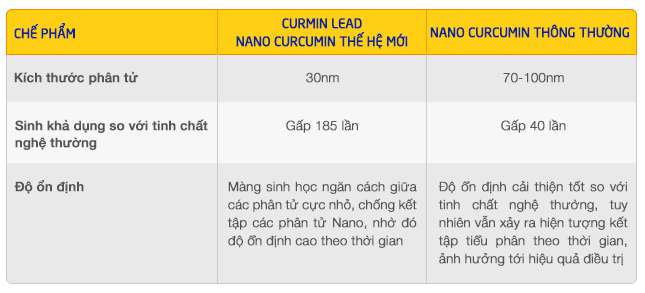 CHẾ PHẨM
CURMIN LEAD
NANO CURCUMIN THẾ HỆ MỚI
NANO CURCUMIN THÔNG THƯỜNG
Kích thước phân tử
30nm
70-100nm
Sinh khả dụng so với tinh chất
nghệ thường
Gấp 185 lần
Gấp 40 lần
Độ ổn định
Màng sinh học ngăn cách giữa
các phân tử cực nhỏ, chống kết
tập các phân tử Nano, nhờ đó
độ ổn định cao theo thời gian
Độ ổn định cải thiện tốt so với
tinh chất nghệ thường, tuy
nhiên vẫn xảy ra hiện tượng kết
tập tiểu phân theo thời gian,
ảnh hưởng tới hiệu quả điều trị